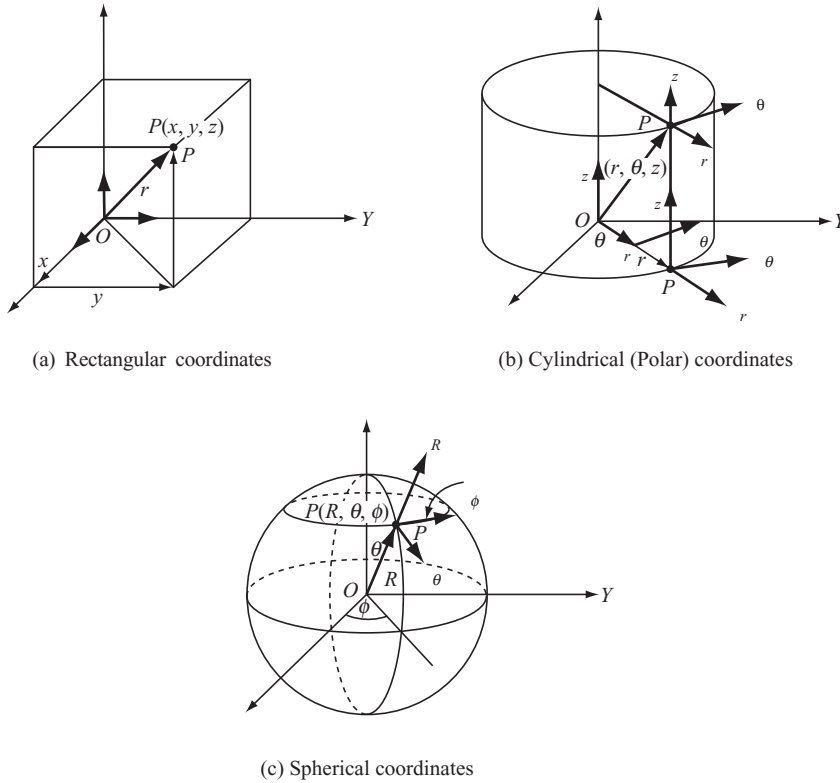 P(x, y, z)
P
r
O
Y
x
y
(a) Rectangular coordinates
z
θ
P
r
(r, θ, z)
z
z
O
θ
Y
r
r
θ
P
θ
r
(b) Cylindrical (Polar) coordinates
R
P(R, θ, ϕ)
ϕ
P
θ
θ
R
O
ϕ
Y
(c) Spherical coordinates